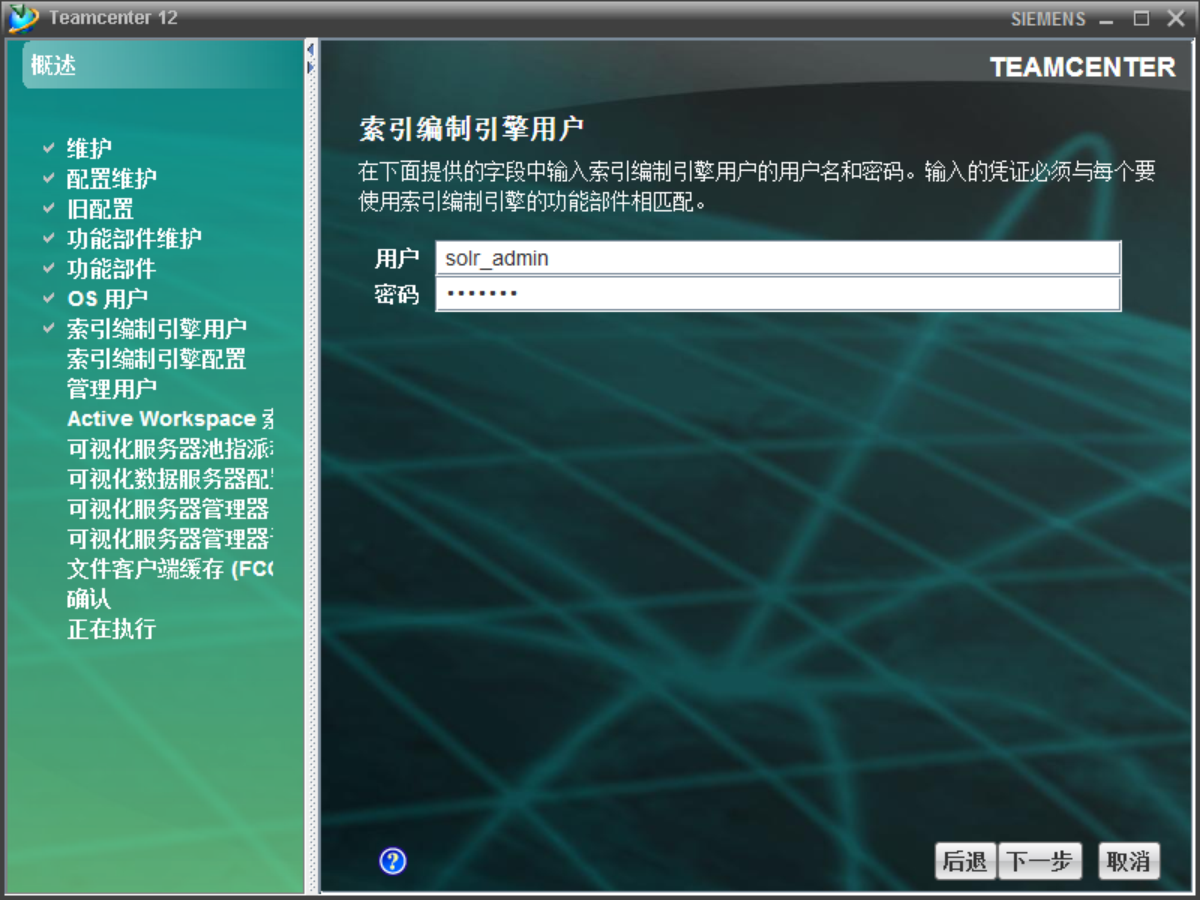 Teamcenter 12
SIEMENS
概述
TEAMCENTER
维护
配置维护
旧配置
功能部件维护
功能部件
OS 用户
索引编制引擎用户
索引编制引擎配置
管理用户
Active Workspace 索
可视化服务器池指派
可视化数据服务器配
可视化服务器管理器
可视化服务器管理器
文件客户端缓存 (FCC
确认
正在执行
索引编制引擎用户
在下面提供的字段中输入索引编制引擎用户的用户名和密码。输入的凭证必须与每个要
使用索引编制引擎的功能部件相匹配。
用户 solr_admin
密码 •••••••
后退 下一步 取消